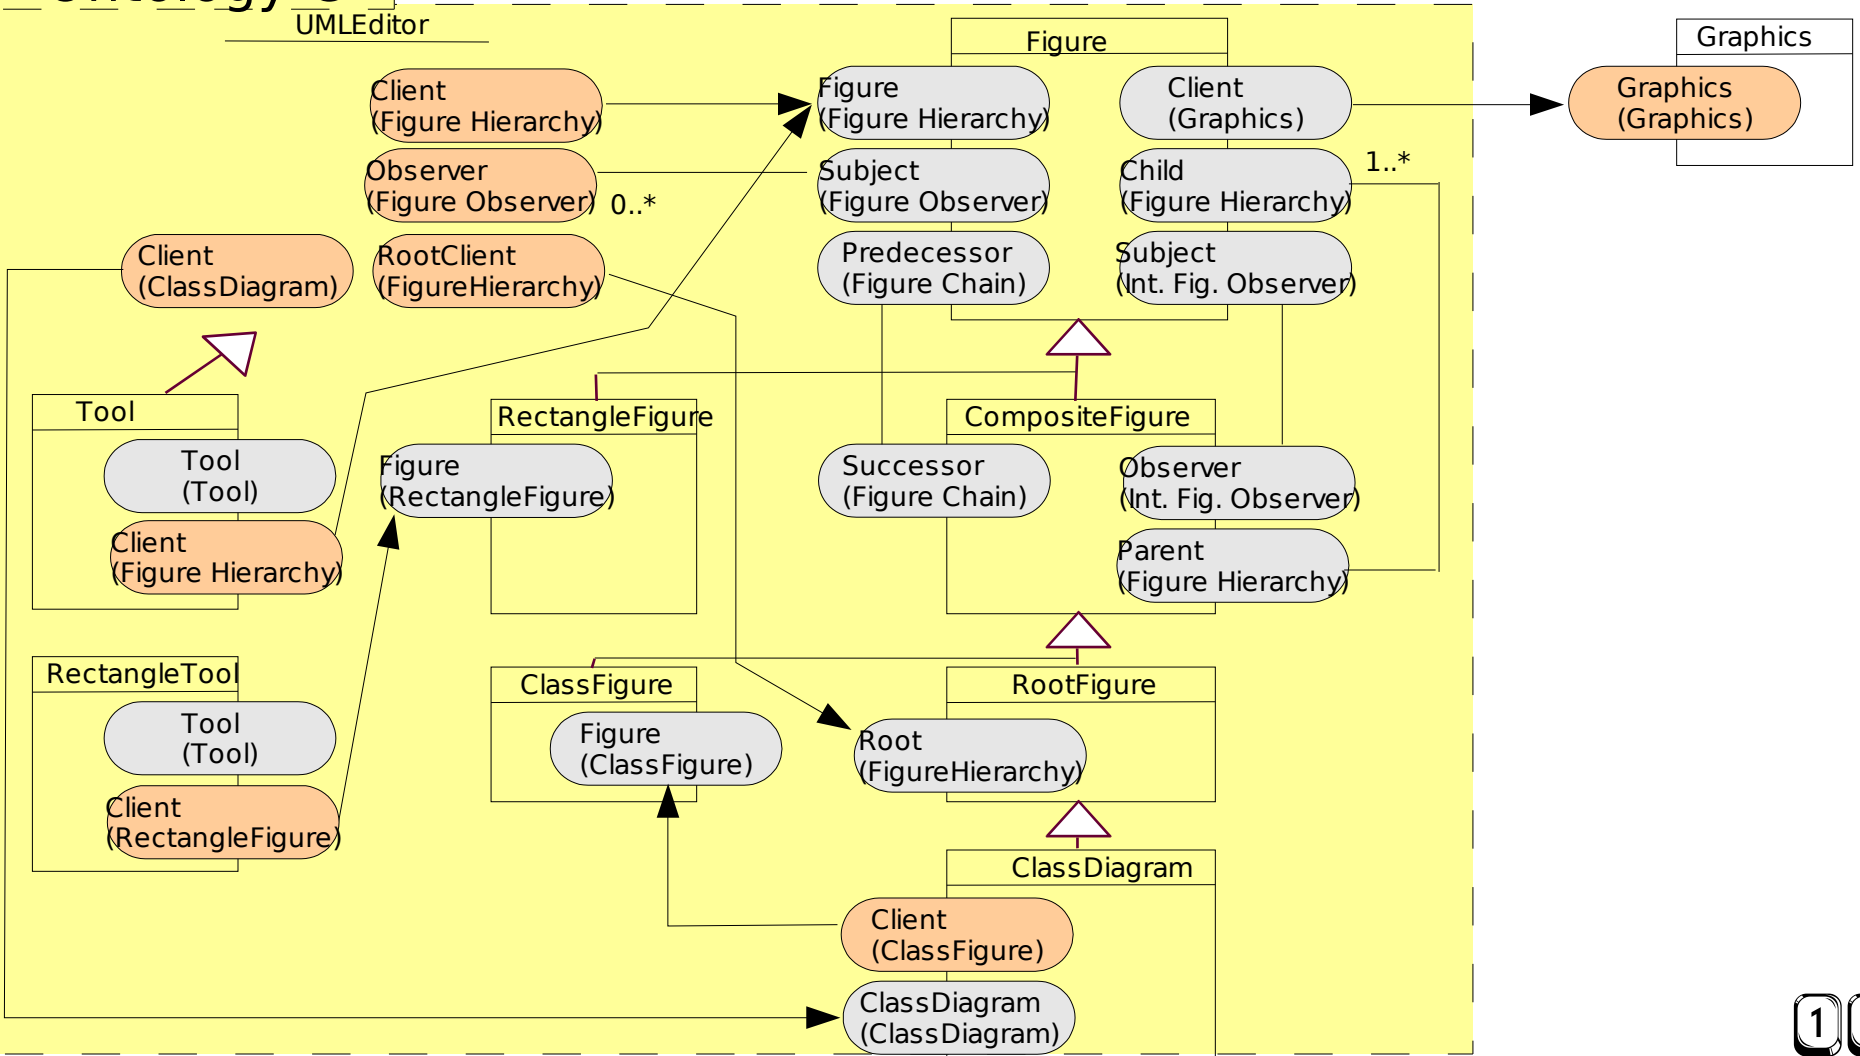 UMLEditor
Figure
Graphics
Client
(Figure Hierarchy)
Figure
(Figure Hierarchy)
Client
(Graphics)
Graphics
(Graphics)
Observer
(Figure Observer)
0..*
Subject
(Figure Observer)
Child
(Figure Hierarchy)
1..*
Client
(ClassDiagram)
RootClient
(FigureHierarchy)
Predecessor
(Figure Chain)
Subject
(Int. Fig. Observer)
Tool
RectangleFigure
CompositeFigure
Tool
(Tool)
Figure
(RectangleFigure)
Successor
(Figure Chain)
Observer
(Int. Fig. Observer)
Client
(Figure Hierarchy)
Parent
(Figure Hierarchy)
RectangleTool
ClassFigure
RootFigure
Tool
(Tool)
Figure
(ClassFigure)
Root
(FigureHierarchy)
Client
(RectangleFigure)
ClassDiagram
Client
(ClassFigure)
ClassDiagram
(ClassDiagram)
1